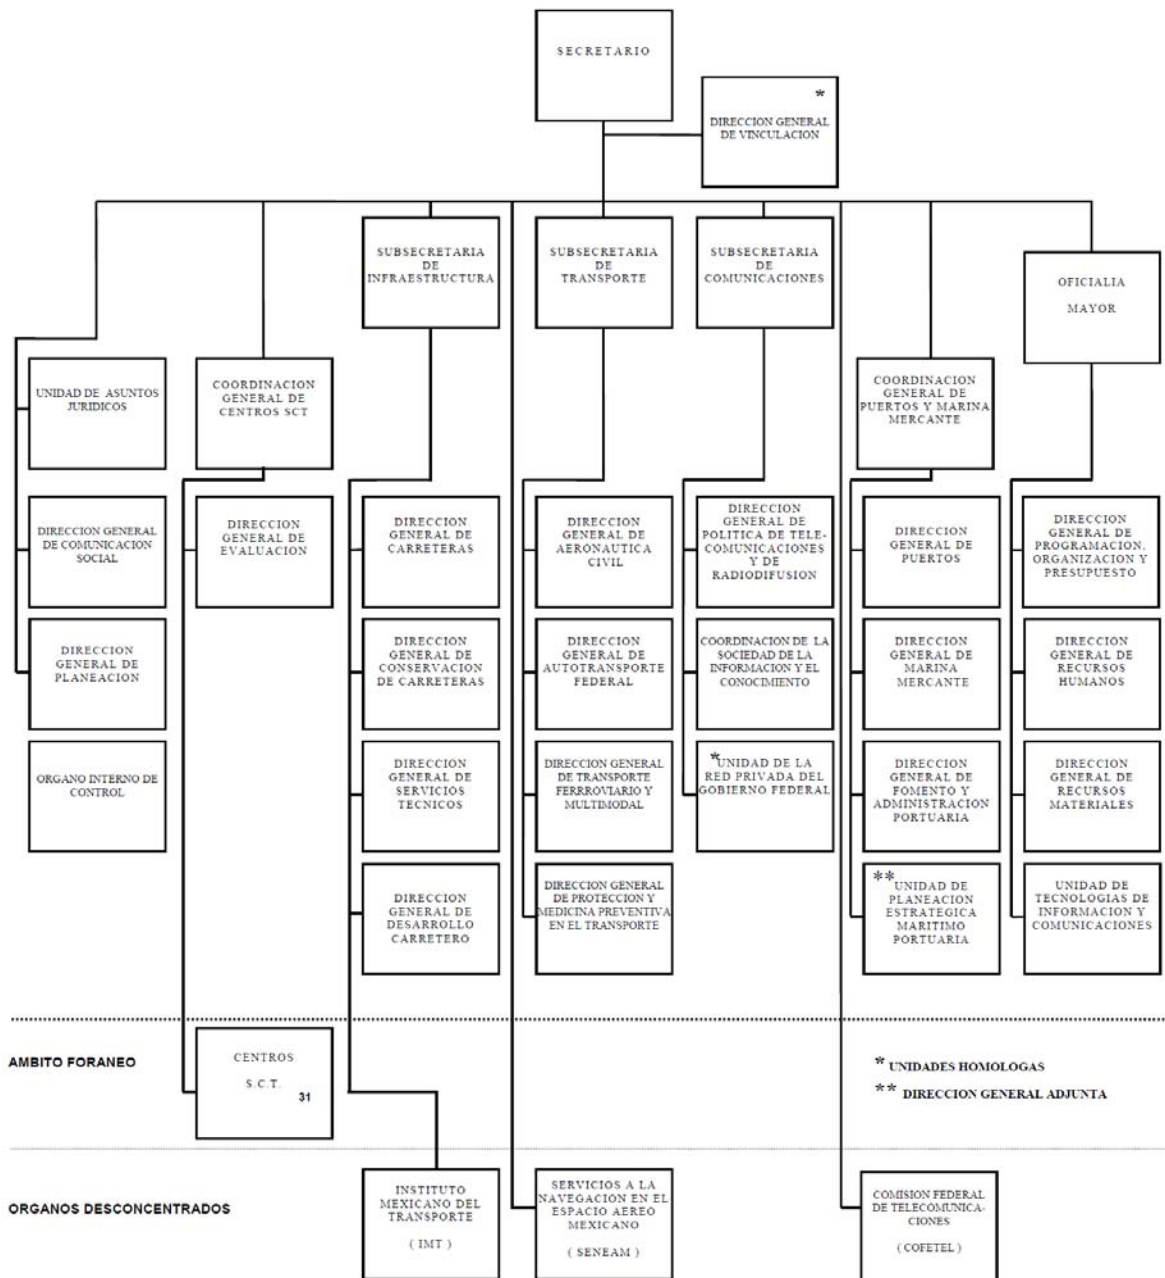 SECRETARIO
*
DIRECCION GENERAL
DE VINCULACION
SUBSECRETARIA
DE
INFRAESTRUCTURA
SUBSECRETARIA
DE
TRANSPORTE
SUBSECRETARIA
DE
COMUNICACIONES
OFICIALIA
MAYOR
UNIDAD DE ASUNTOS
JURIDICOS
COORDINACION
GENERAL DE
CENTROS SCT
COORDINACION
GENERAL DE
PUERTOS Y MARINA
MERCANTE
DIRECCION GENERAL
DE COMUNICACION
SOCIAL
DIRECCION
GENERAL DE
EVALUACION
DIRECCION
GENERAL DE
CARRETERAS
DIRECCION
GENERAL DE
AERONAUTICA
CIVIL
DIRECCION
GENERAL DE
POLITICA DE TELE-
COMUNICACIONES
Y DE
RADIODIFUSION
DIRECCION
GENERAL DE
PUERTOS
DIRECCION
GENERAL DE
PROGRAMACION,
ORGANIZACION Y
PRESUPUESTO
DIRECCION
GENERAL DE
PLANEACION
DIRECCION
GENERAL DE
CONSERVACION
DE CARRETERAS
DIRECCION
GENERAL DE
AUTOTRANSPORTE
FEDERAL
COORDINACION DE LA
SOCIEDAD DE LA
INFORMACION Y EL
CONOCIMIENTO
DIRECCION
GENERAL DE
MARINA
MERCANTE
DIRECCION
GENERAL DE
RECURSOS
HUMANOS
ORGANO INTERNO DE
CONTROL
DIRECCION
GENERAL DE
SERVICIOS
TECNICOS
DIRECCION GENERAL
DE TRANSPORTE
FERRROVIARIO Y
MULTIMODAL
* UNIDAD DE LA
RED PRIVADA DEL
GOBIERNO FEDERAL
DIRECCION
GENERAL DE
FOMENTO Y
ADMINISTRACION
PORTUARIA
DIRECCION
GENERAL DE
RECURSOS
MATERIALES
DIRECCION
GENERAL DE
DESARROLLO
CARRETERO
DIRECCION GENERAL
DE PROTECCION Y
MEDICINA PREVENTIVA
EN EL TRANSPORTE
** UNIDAD DE
PLANEACION
ESTRATEGICA
MARITIMO
PORTUARIA
UNIDAD DE
TECNOLOGIAS DE
INFORMACION Y
COMUNICACIONES
AMBITO FORANEO
CENTROS
S.C.T.
31
* UNIDADES HOMOLOGAS
** DIRECCION GENERAL ADJUNTA
ORGANOS DESCONCENTRADOS
INSTITUTO
MEXICANO DEL
TRANSPORTE
( IMT )
SERVICIOS A LA
NAVEGACION EN EL
ESPACIO AEREO
MEXICANO
( SENEAM )
COMISION FEDERAL
DE TELECOMUNICA-
CIONES
( COFETEL )